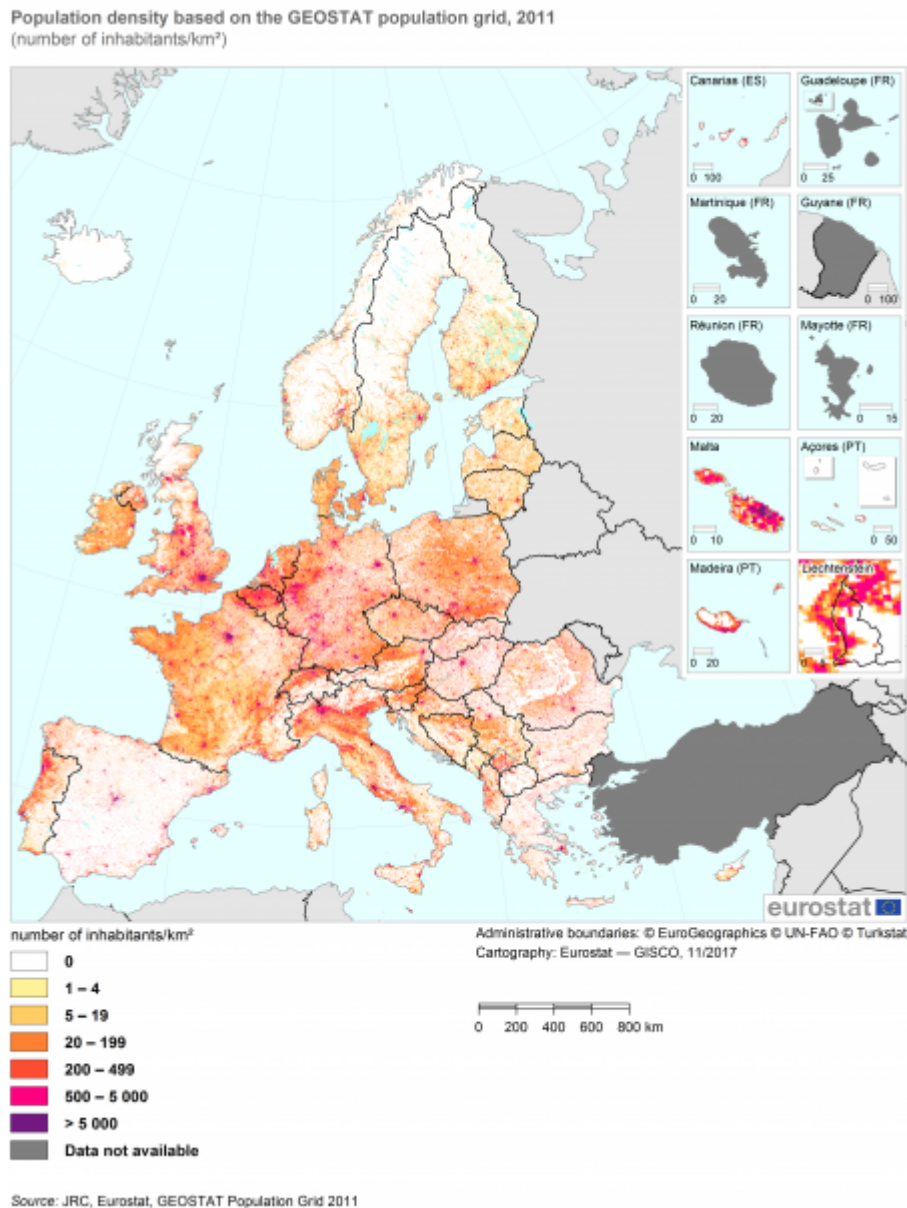 Population density based on the GEOSTAT population grid, 2011
(number of inhabitants/km²)
Canarias (ES)
0 100
Guadeloupe (FR)
0 25
Martinique (FR)
0 20
Guyane (FR)
0 100
Réunion (FR)
0 20
Mayotte (FR)
0 15
Malta
0 10
Açores (PT)
0 50
Madeira (PT)
0 20
Liechtenstein
eurostat
number of inhabitants/km²
0
1 – 4
5 – 19
20 – 199
200 – 499
500 – 5 000
> 5 000
Data not available
Administrative boundaries: © EuroGeographics © UN-FAO © Turkstat
Cartography: Eurostat — GISCO, 11/2017
0 200 400 600 800 km
Source: JRC, Eurostat, GEOSTAT Population Grid 2011